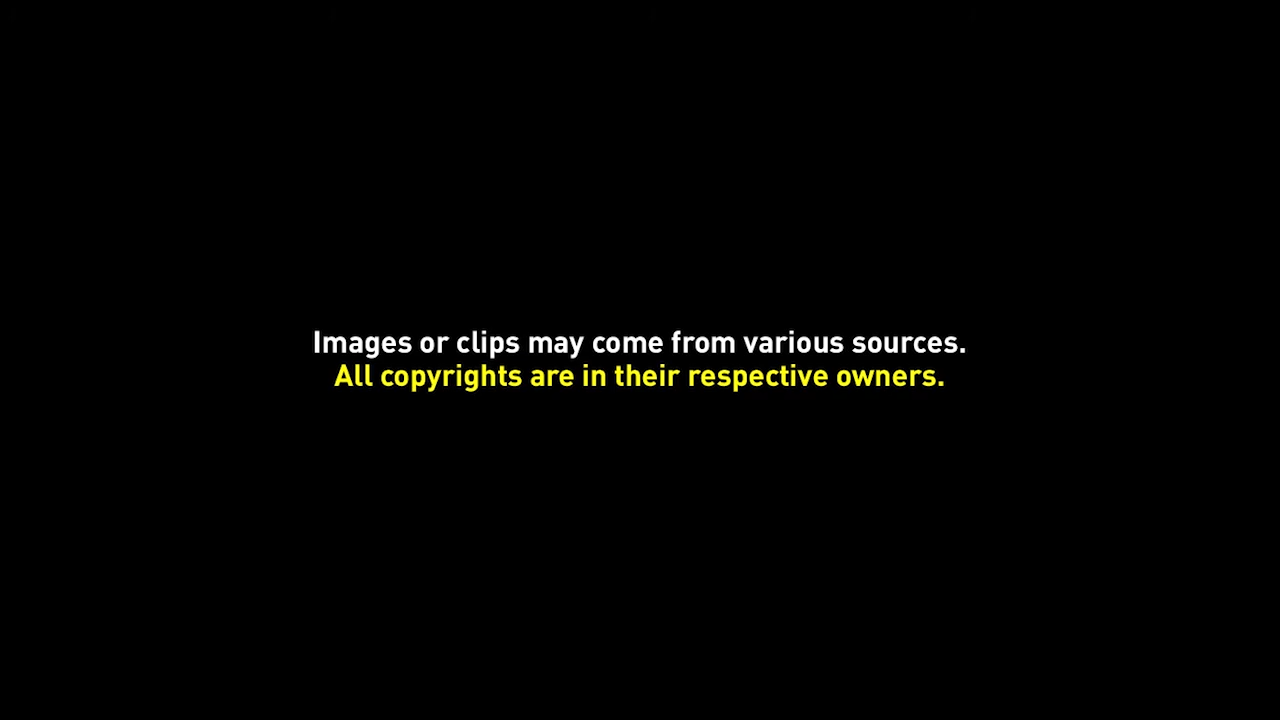 Images or clips may come from various sources.
All copyrights are in their respective owners.